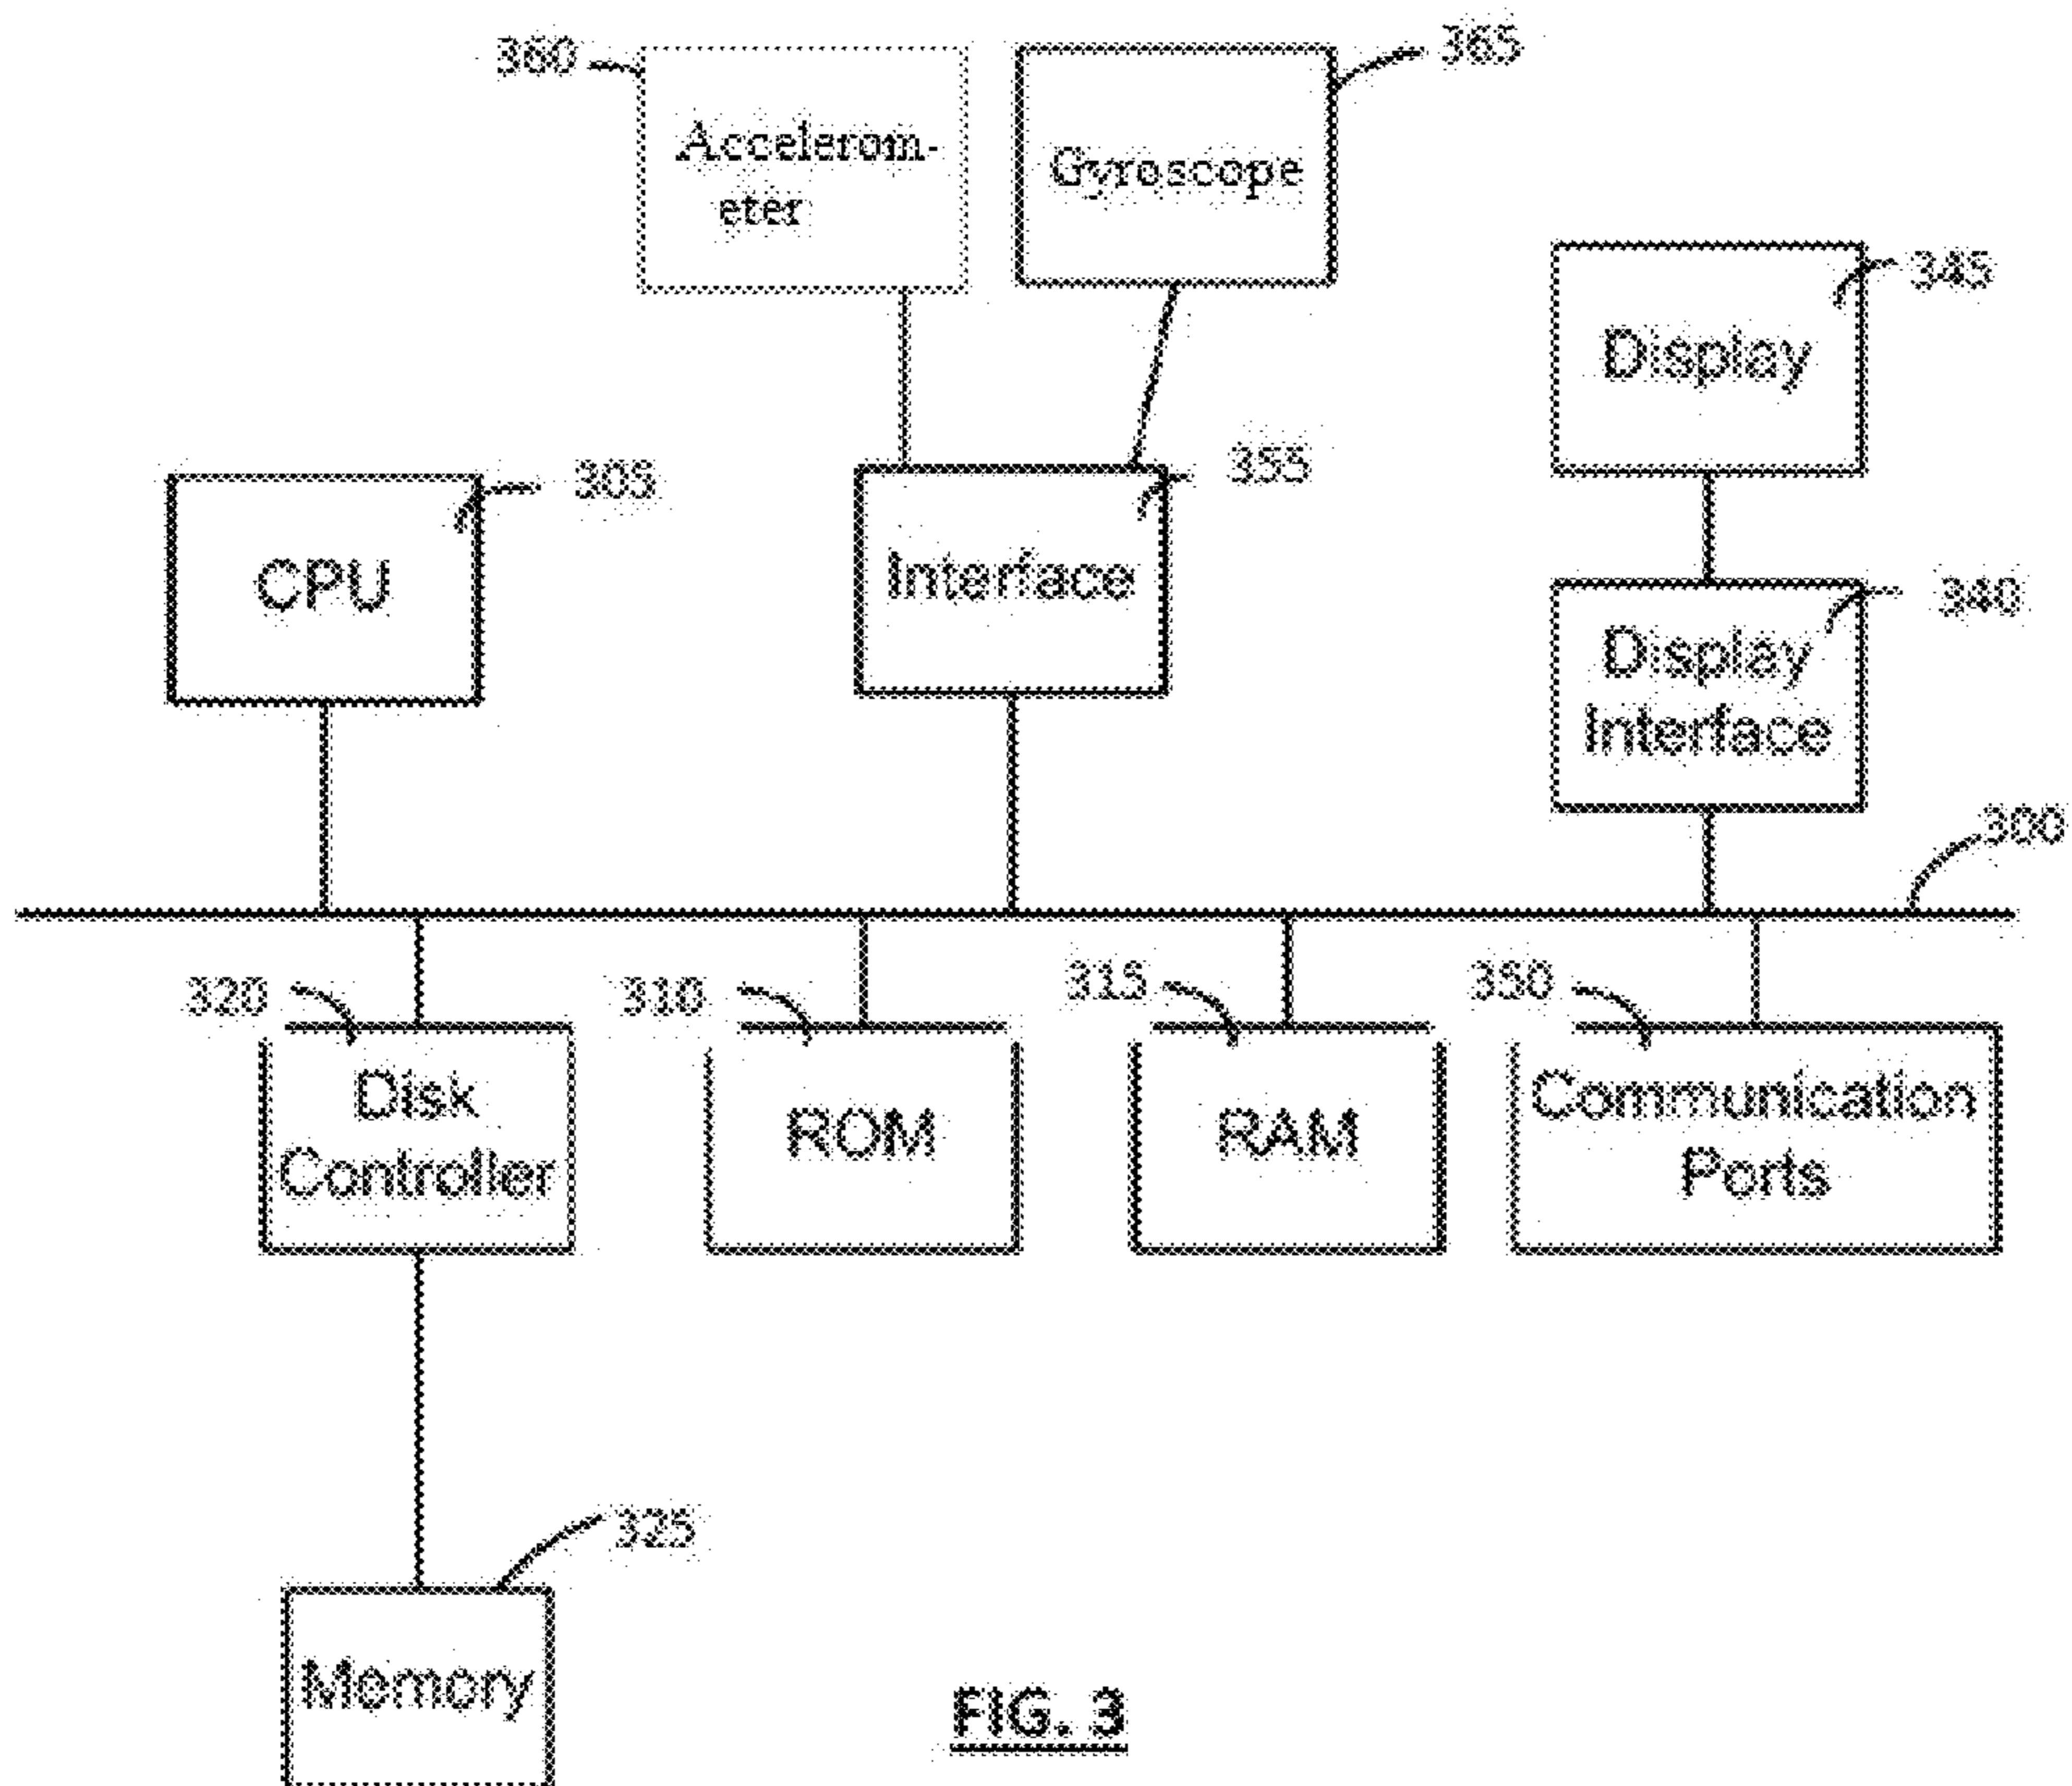 360
365
Accelerom-
eter
Gyroscope
345
Display
305
355
CPU
Interface
340
Display
Interface
300
320
310
315
350
Disk
Controller
ROM
RAM
Communication
Ports
325
Memory
FIG. 3